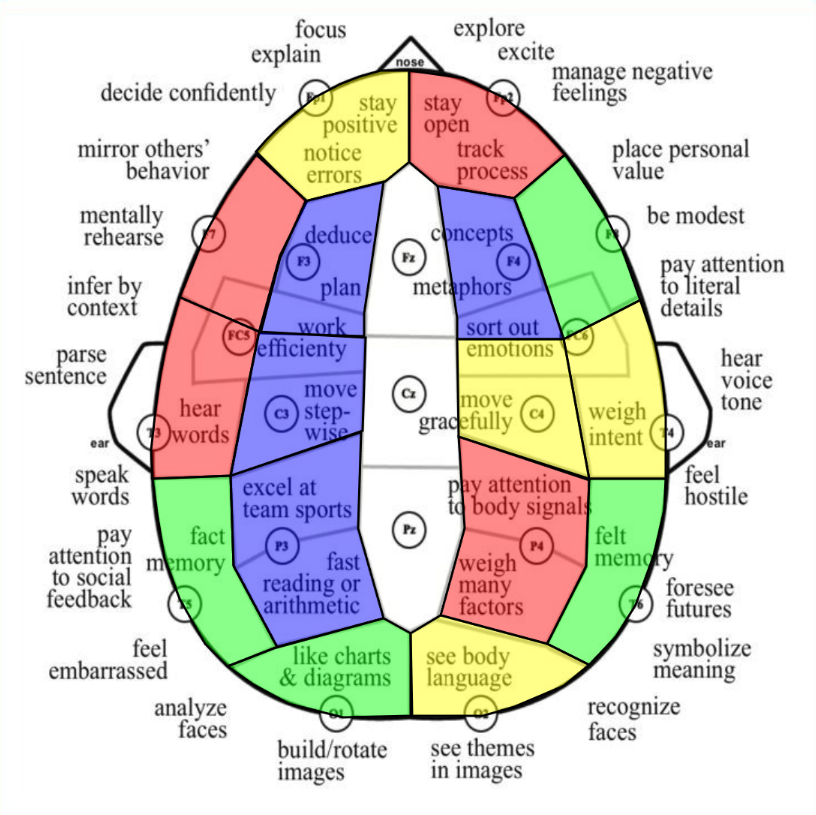 focus
explain
decide confidently
mirror others'
behavior
mentally
rehearse
infer by
context
parse
sentence
ear
speak
words
pay
attention
to social
feedback
feel
embarrassed
analyze
faces
build/rotate
images
explore
excite
manage negative
feelings
place personal
value
be modest
pay attention
to literal
details
hear
voice
tone
ear
feel
hostile
foresee
futures
symbolize
meaning
recognize
faces
see themes
in images
nose
Fp1
stay
positive
notice
errors
Fp2
stay
open
track
process
F7
deduce
F3
plan
Fz
concepts
F4
metaphors
F8
FC5
work
efficienty
sort out
emotions
FC6
T3
hear
words
C3
move
step-
wise
Cz
move
gracefully
C4
weigh
intent
T4
fact
memory
T5
excel at
team sports
P3
fast
reading or
arithmetic
Pz
pay attention
to body signals
P4
weigh
many
factors
felt
memory
T6
like charts
& diagrams
O1
see body
language
O2